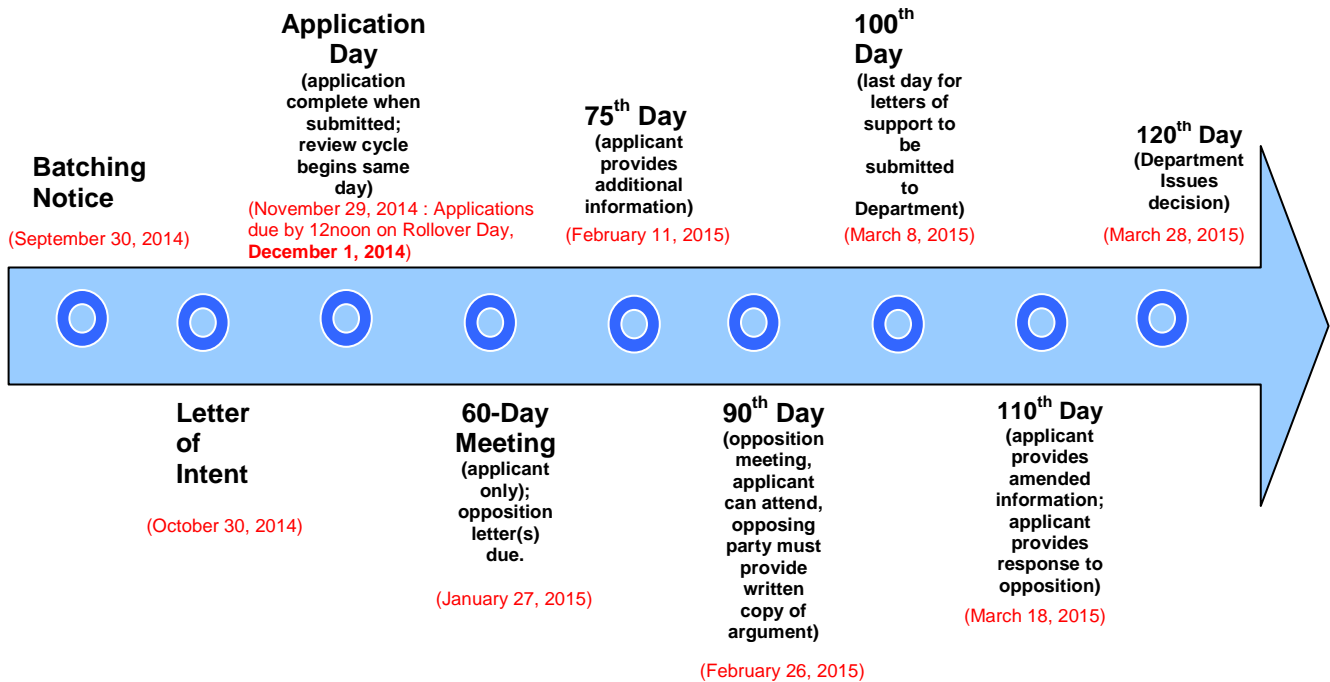 Batching
Notice
(September 30, 2014)
Letter
of
Intent
(October 30, 2014)
Application
Day
(application
complete when
submitted;
review cycle
begins same
day)
(November 29, 2014 : Applications
due by 12noon on Rollover Day,
December 1, 2014)
60-Day
Meeting
(applicant
only);
opposition
letter(s)
due.
(January 27, 2015)
75th Day
(applicant
provides
additional
information)
(February 11, 2015)
90th Day
(opposition
meeting,
applicant
can attend,
opposing
party must
provide
written
copy of
argument)
(February 26, 2015)
100th
Day
(last day for
letters of
support to
be
submitted
to
Department)
(March 8, 2015)
110th Day
(applicant
provides
amended
information;
applicant
provides
response to
opposition)
(March 18, 2015)
120th Day
(Department
Issues
decision)
(March 28, 2015)